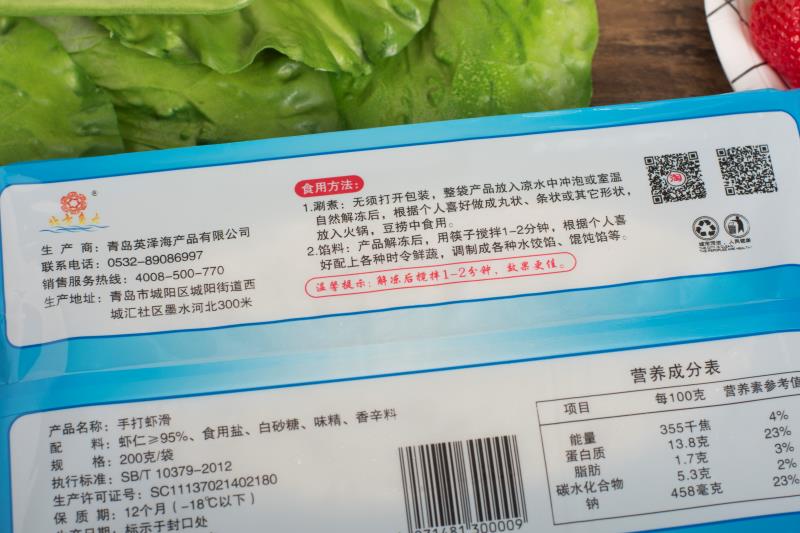 生 产 商：青岛英泽海产品有限公司
联系电话：0532-89086997
销售服务热线：4008-500-770
生产地址：青岛市城阳区城阳街道西
城汇社区墨水河北300米
食用方法：
1.涮煮：无须打开包装，整袋产品放入凉水中冲泡或室温
自然解冻后，根据个人喜好做成丸状、条状或其它形状，
放入火锅，豆捞中食用。
2.馅料：产品解冻后，用筷子搅拌1-2分钟，根据个人喜
好配上各种时令鲜蔬，调制成各种水饺馅、馄饨馅等。
温馨提示：解冻后搅拌1-2分钟，效果更佳。
淘
产品名称：手打虾滑
配 料：虾仁≥95%、食用盐、白砂糖、味精、香辛料
规 格：200克/袋
执行标准：SB/T 10379-2012
生产许可证号：SC11137021402180
保 质 期：12个月（-18℃以下）
生产日期：标示于封口处
营养成分表
项目 每100克 营养素参考值
能量 355千焦 4%
蛋白质 13.8克 23%
脂肪 1.7克 3%
碳水化合物 5.3克 2%
钠 458毫克 23%